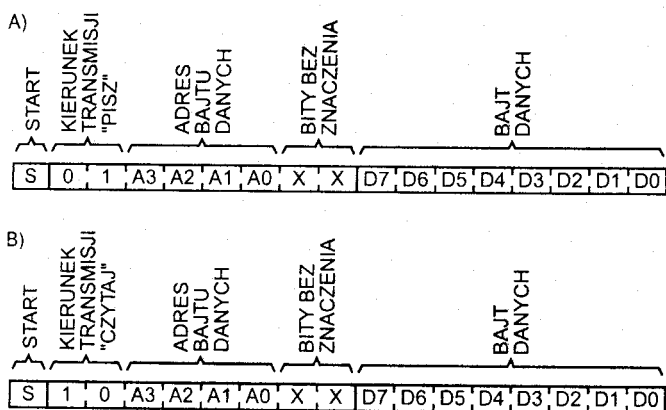 A)
START
KIERUNEK
TRANSMISJI
"PISZ"
ADRES
BAJTU
DANYCH
BITY BEZ
ZNACZENIA
BAJT
DANYCH
S 0 1 A3 A2 A1 A0 X X D7 D6 D5 D4 D3 D2 D1 D0
B)
START
KIERUNEK
TRANSMISJI
"CZYTAJ"
ADRES
BAJTU
DANYCH
BITY BEZ
ZNACZENIA
BAJT
DANYCH
S 1 0 A3 A2 A1 A0 X X D7 D6 D5 D4 D3 D2 D1 D0